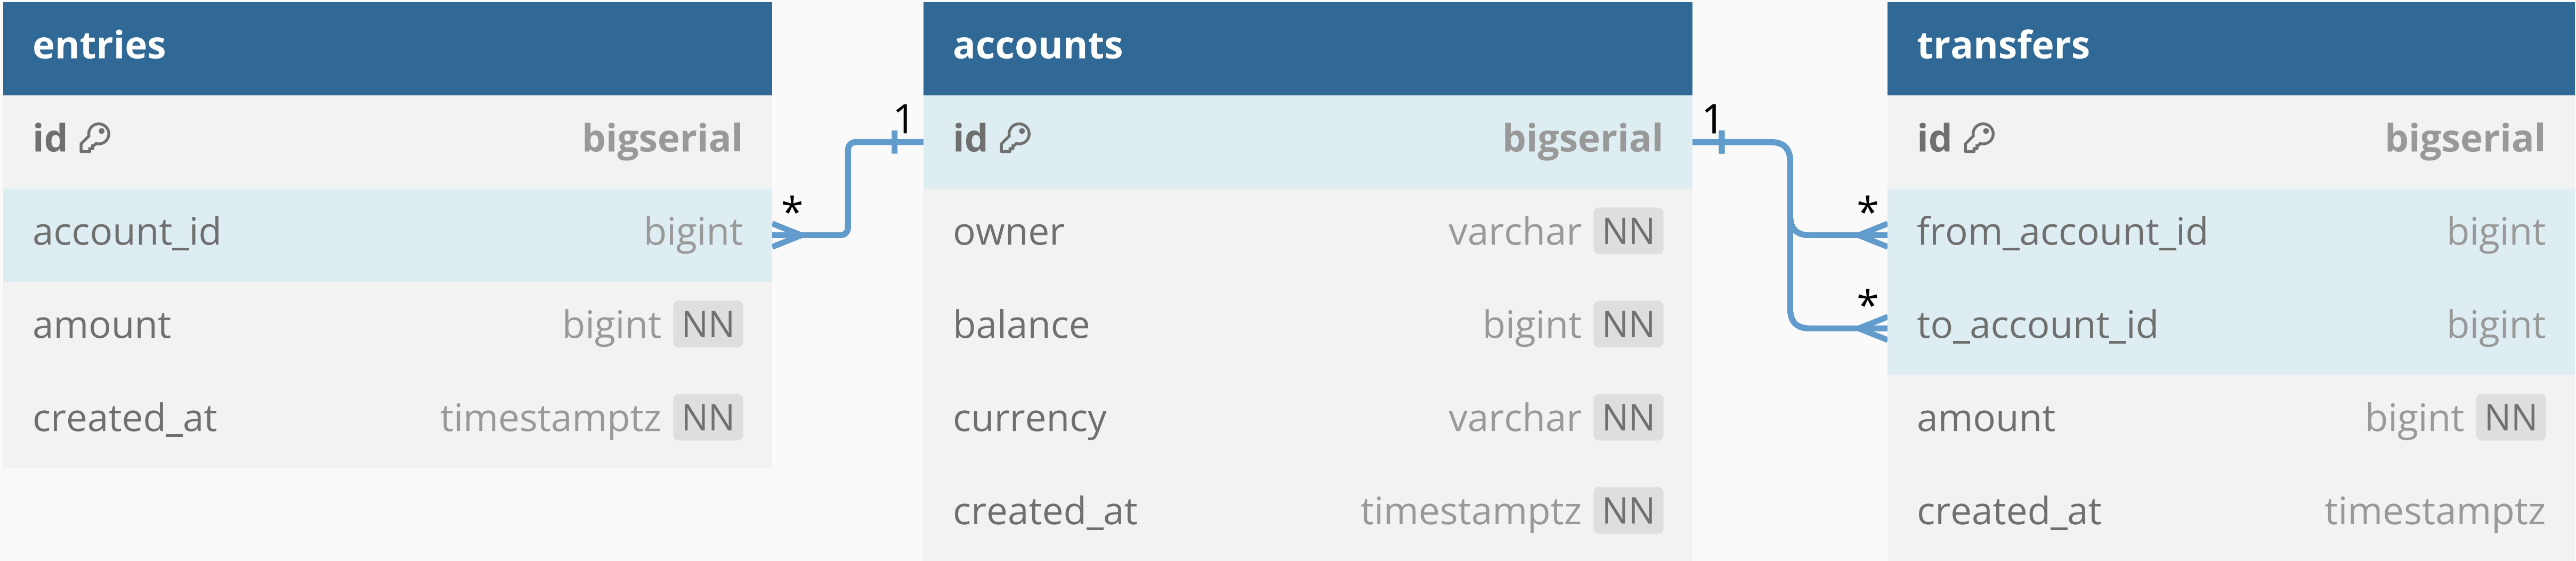 entries
id bigserial
account_id bigint
amount bigint NN
created_at timestamptz NN
1
*
accounts
id bigserial
owner varchar NN
balance bigint NN
currency varchar NN
created_at timestamptz NN
1
*
*
transfers
id bigserial
from_account_id bigint
to_account_id bigint
amount bigint NN
created_at timestamptz